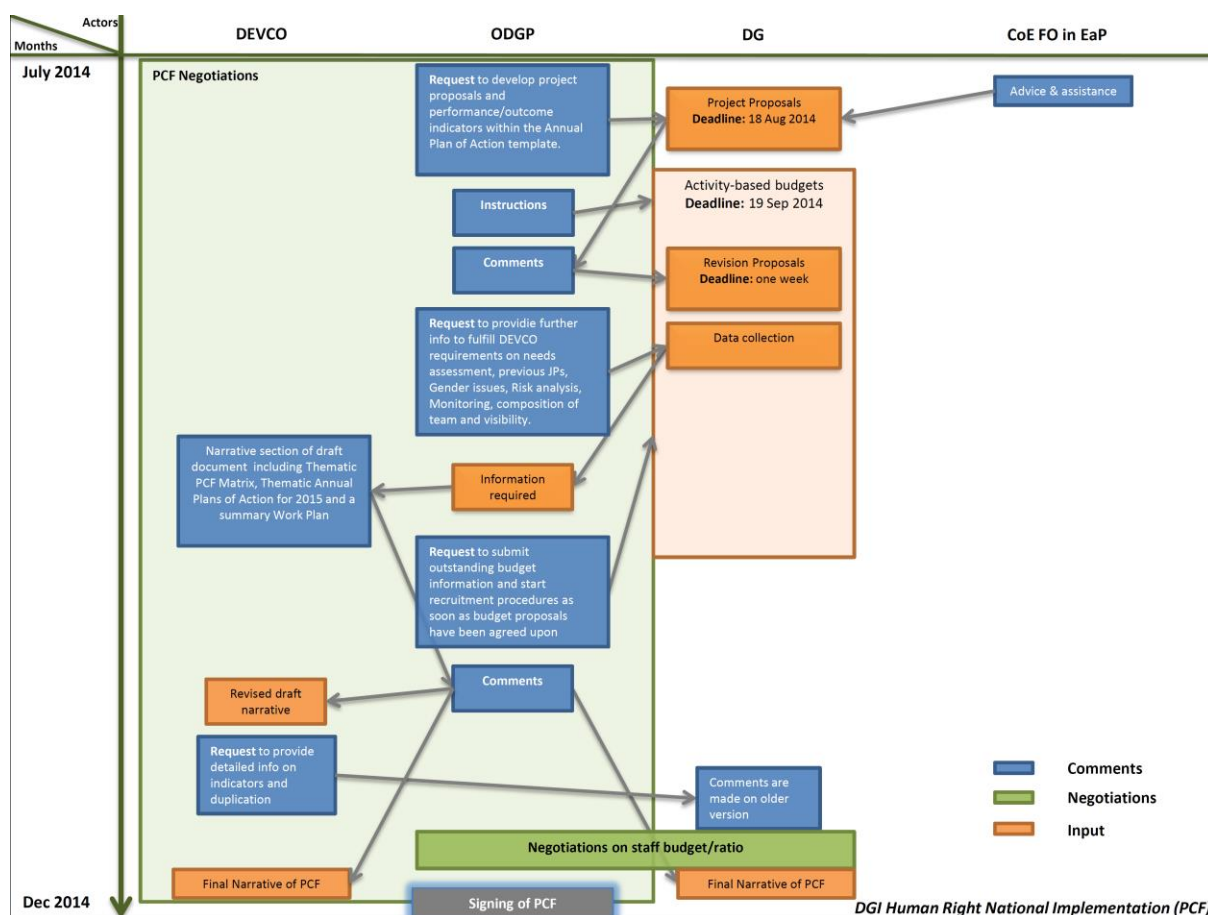 Actors
Months
DEVCO
ODGP
DG
CoE FO in EaP
July 2014
PCF Negotiations
Request to develop project
proposals and
performance/outcome
indicators within the Annual
Plan of Action template.
Project Proposals
Deadline: 18 Aug 2014
Advice & assistance
Activity-based budgets
Deadline: 19 Sep 2014
Instructions
Comments
Revision Proposals
Deadline: one week
Request to providie further
info to fulfill DEVCO
requirements on needs
assessment, previous JPs,
Gender issues, Risk analysis,
Monitoring, composition of
team and visibility.
Data collection
Narrative section of draft
document including Thematic
PCF Matrix, Thematic Annual
Plans of Action for 2015 and a
summary Work Plan
Information
required
Request to submit
outstanding budget
information and start
recruitment procedures as
soon as budget proposals
have been agreed upon
Comments
Revised draft
narrative
Request to provide
detailed info on
indicators and
duplication
Comments are
made on older
version
Comments
Negotiations
Input
Negotiations on staff budget/ratio
Final Narrative of PCF
Final Narrative of PCF
Signing of PCF
Dec 2014
DGI Human Right National Implementation (PCF)